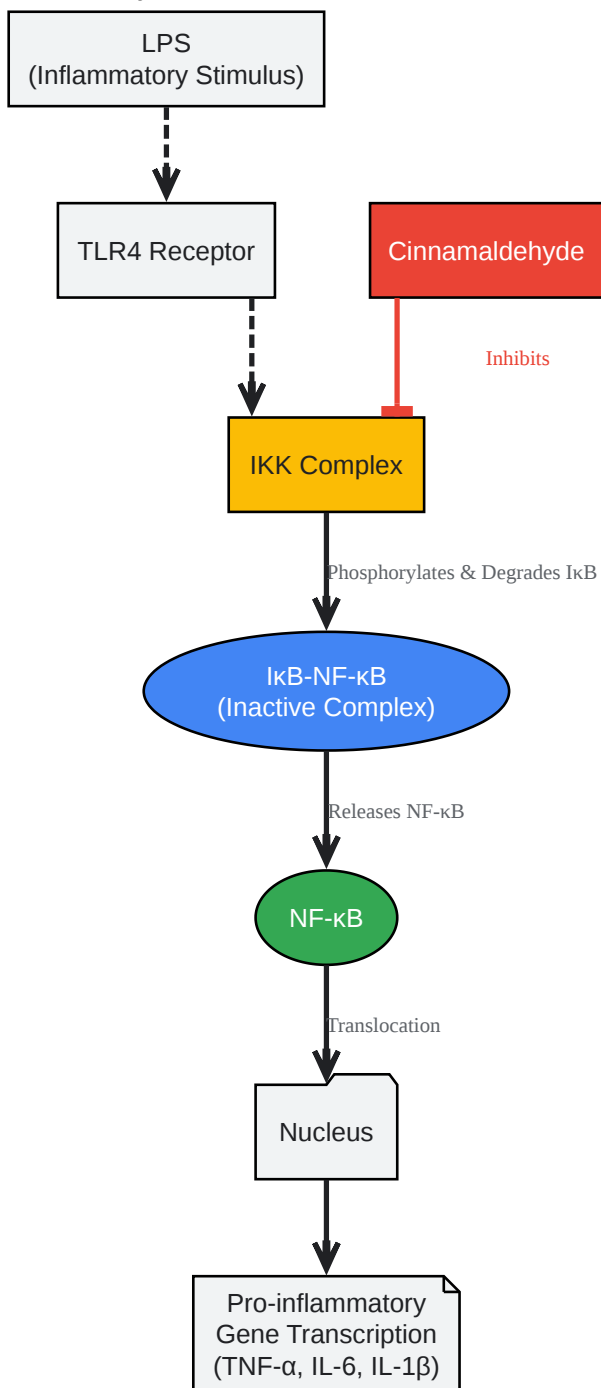 LPS
(Inflammatory Stimulus)
TLR4 Receptor
Cinnamaldehyde
Inhibits
IKK Complex
Phosphorylates & Degrades IκB
IκB-NF-κB
(Inactive Complex)
Releases NF-κB
NF-κB
Translocation
Nucleus
Pro-inflammatory
Gene Transcription
(TNF-α, IL-6, IL-1β)